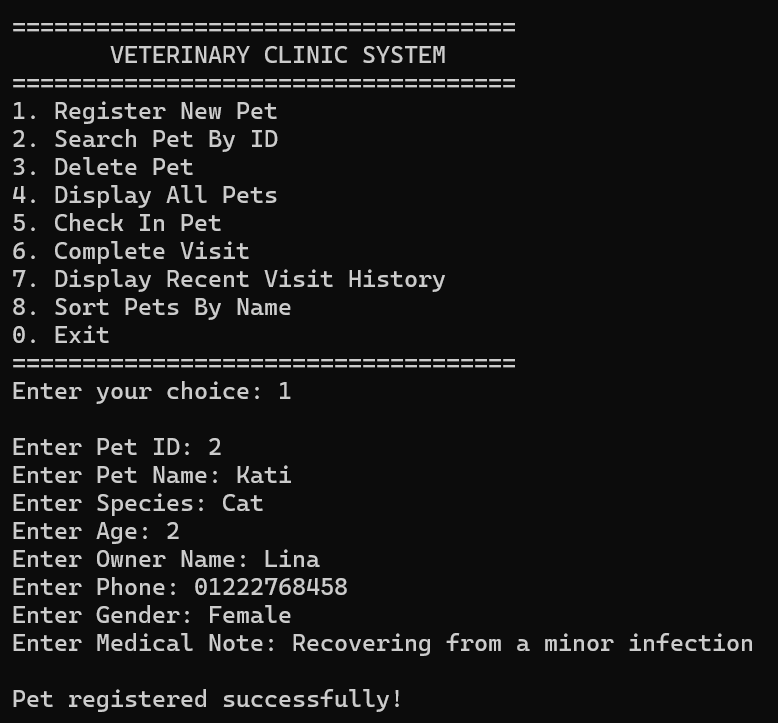 ====================================
VETERINARY CLINIC SYSTEM
====================================
1. Register New Pet
2. Search Pet By ID
3. Delete Pet
4. Display All Pets
5. Check In Pet
6. Complete Visit
7. Display Recent Visit History
8. Sort Pets By Name
0. Exit
====================================
Enter your choice: 1
Enter Pet ID: 2
Enter Pet Name: Kati
Enter Species: Cat
Enter Age: 2
Enter Owner Name: Lina
Enter Phone: 01222768458
Enter Gender: Female
Enter Medical Note: Recovering from a minor infection
Pet registered successfully!